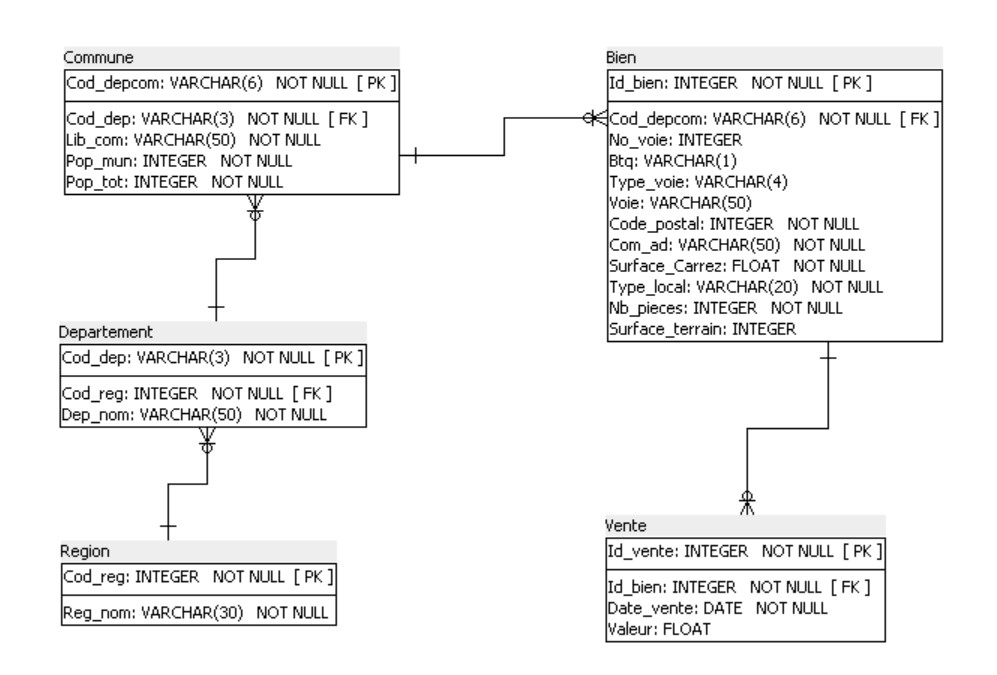 Commune
Cod_depcom: VARCHAR(6) NOT NULL [ PK ]
Cod_dep: VARCHAR(3) NOT NULL [ FK ]
Lib_com: VARCHAR(50) NOT NULL
Pop_mun: INTEGER NOT NULL
Pop_tot: INTEGER NOT NULL
Bien
Id_bien: INTEGER NOT NULL [ PK ]
Cod_depcom: VARCHAR(6) NOT NULL [ FK ]
No_voie: INTEGER
Btq: VARCHAR(1)
Type_voie: VARCHAR(4)
Voie: VARCHAR(50)
Code_postal: INTEGER NOT NULL
Com_ad: VARCHAR(50) NOT NULL
Surface_Carrez: FLOAT NOT NULL
Type_local: VARCHAR(20) NOT NULL
Nb_pieces: INTEGER NOT NULL
Surface_terrain: INTEGER
Departement
Cod_dep: VARCHAR(3) NOT NULL [ PK ]
Cod_reg: INTEGER NOT NULL [ FK ]
Dep_nom: VARCHAR(50) NOT NULL
Region
Cod_reg: INTEGER NOT NULL [ PK ]
Reg_nom: VARCHAR(30) NOT NULL
Vente
Id_vente: INTEGER NOT NULL [ PK ]
Id_bien: INTEGER NOT NULL [ FK ]
Date_vente: DATE NOT NULL
Valeur: FLOAT